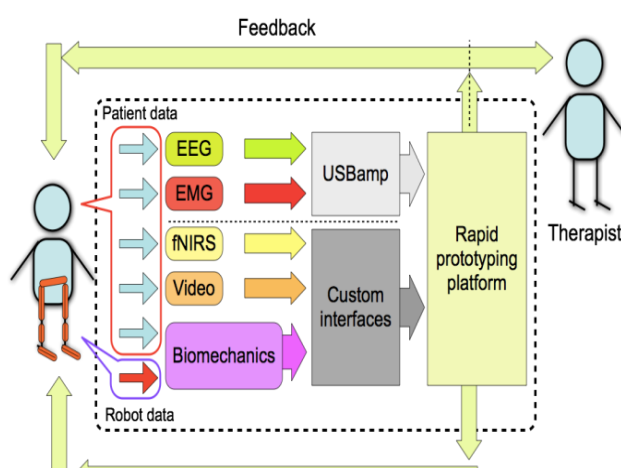 Feedback
Patient data
EEG
EMG
fNIRS
Video
Biomechanics
Robot data
USBamp
Custom
interfaces
Rapid
prototyping
platform
Therapist